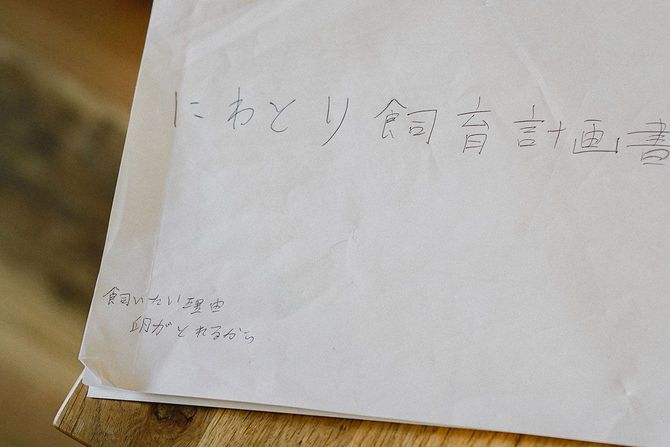 にわとり飼育計画書
飼いたい理由
卵がとれるから